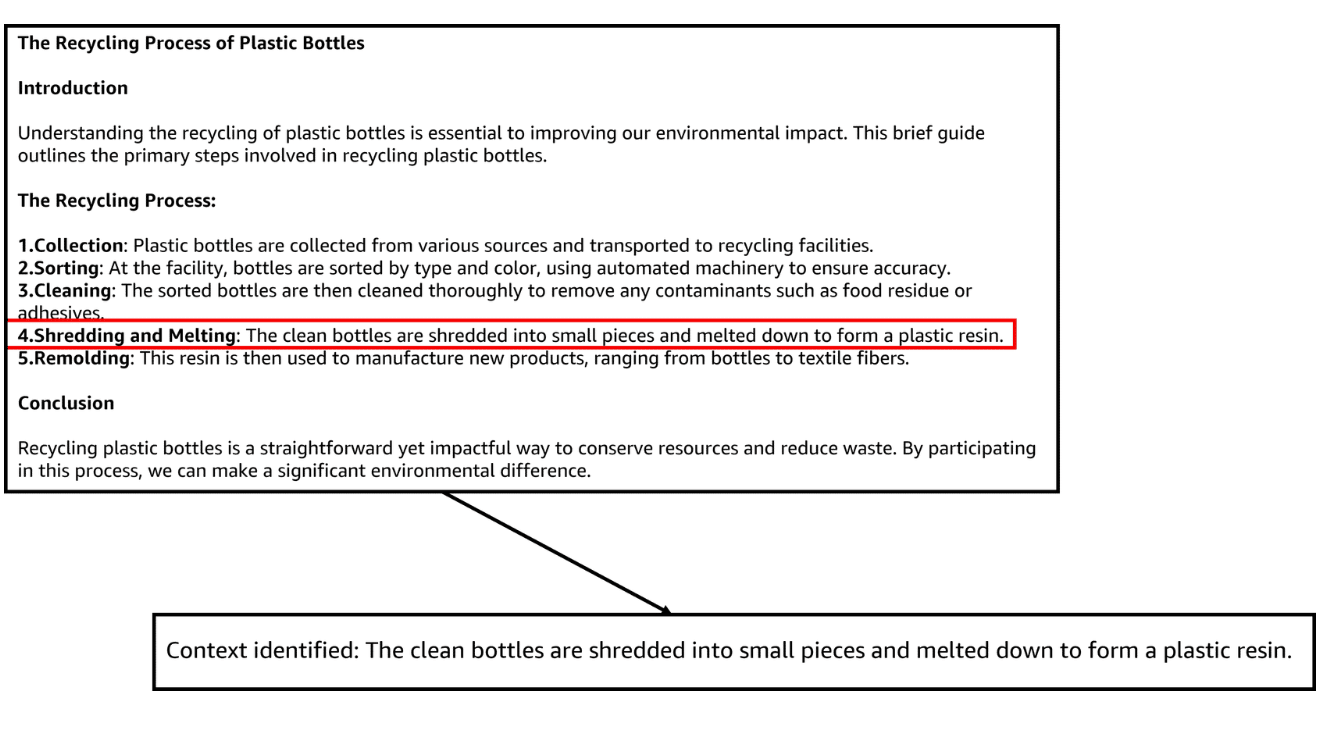 The Recycling Process of Plastic Bottles
Introduction
Understanding the recycling of plastic bottles is essential to improving our environmental impact. This brief guide
outlines the primary steps involved in recycling plastic bottles.
The Recycling Process:
1.Collection: Plastic bottles are collected from various sources and transported to recycling facilities.
2.Sorting: At the facility, bottles are sorted by type and color, using automated machinery to ensure accuracy.
3.Cleaning: The sorted bottles are then cleaned thoroughly to remove any contaminants such as food residue or
adhesives.
4.Shredding and Melting: The clean bottles are shredded into small pieces and melted down to form a plastic resin.
5.Remolding: This resin is then used to manufacture new products, ranging from bottles to textile fibers.
Conclusion
Recycling plastic bottles is a straightforward yet impactful way to conserve resources and reduce waste. By participating
in this process, we can make a significant environmental difference.
Context identified: The clean bottles are shredded into small pieces and melted down to form a plastic resin.